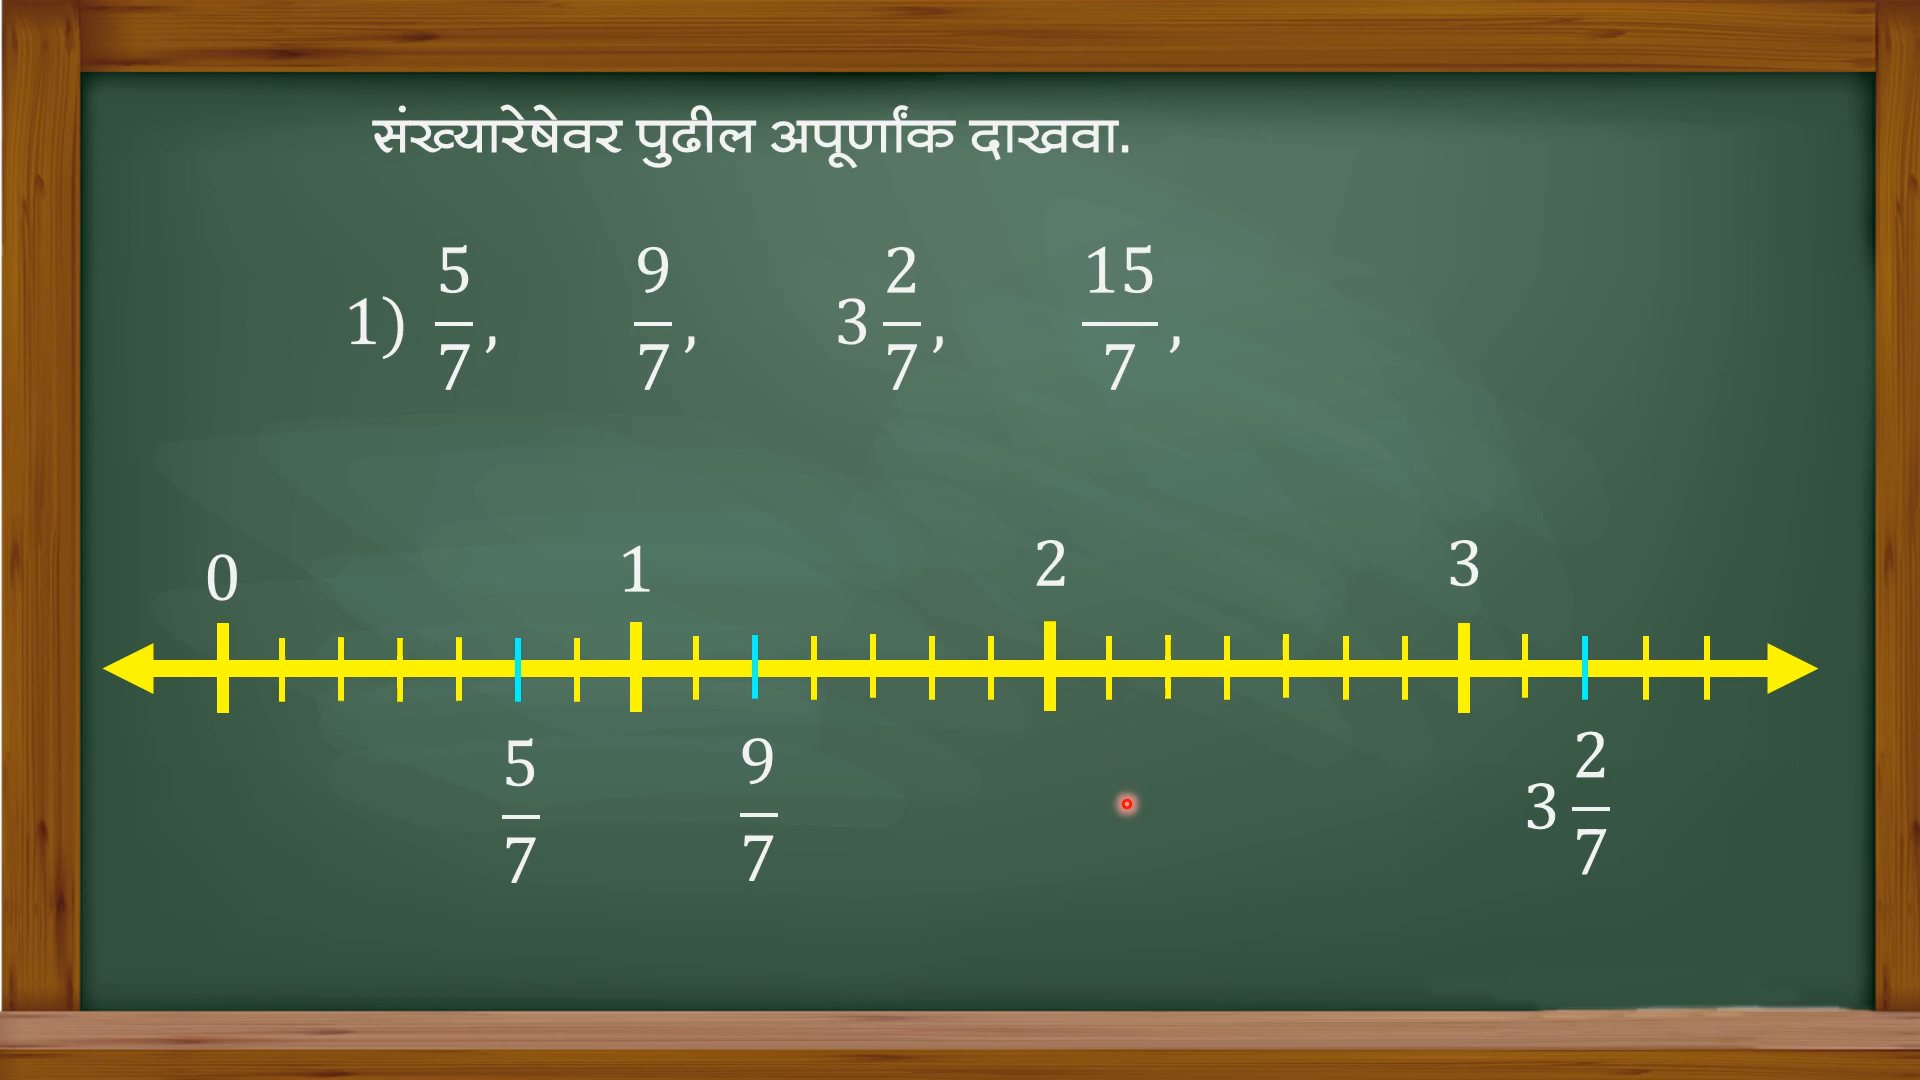 संख्यारेषेवर पुढील अपूर्णांक दाखवा.
1) 5/7, 9/7, 3 2/7, 15/7,
0 1 2 3
5/7 9/7 3 2/7